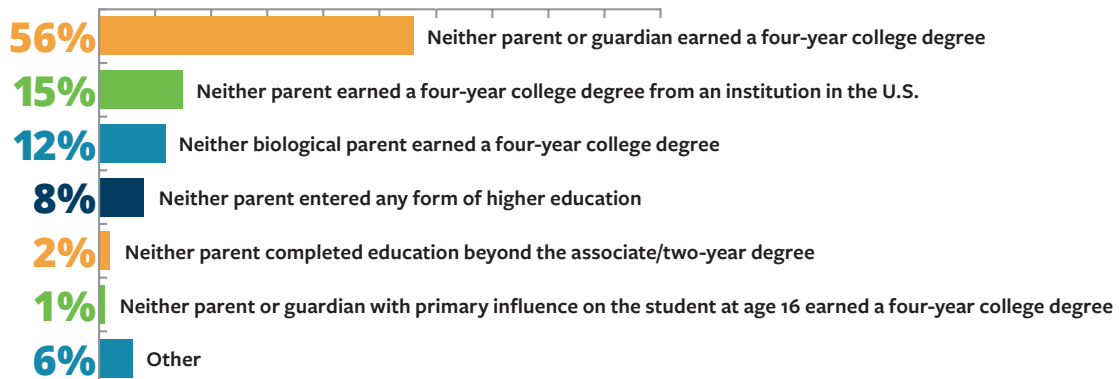 56% Neither parent or guardian earned a four-year college degree
15% Neither parent earned a four-year college degree from an institution in the U.S.
12% Neither biological parent earned a four-year college degree
8% Neither parent entered any form of higher education
2% Neither parent completed education beyond the associate/two-year degree
1% Neither parent or guardian with primary influence on the student at age 16 earned a four-year college degree
6% Other